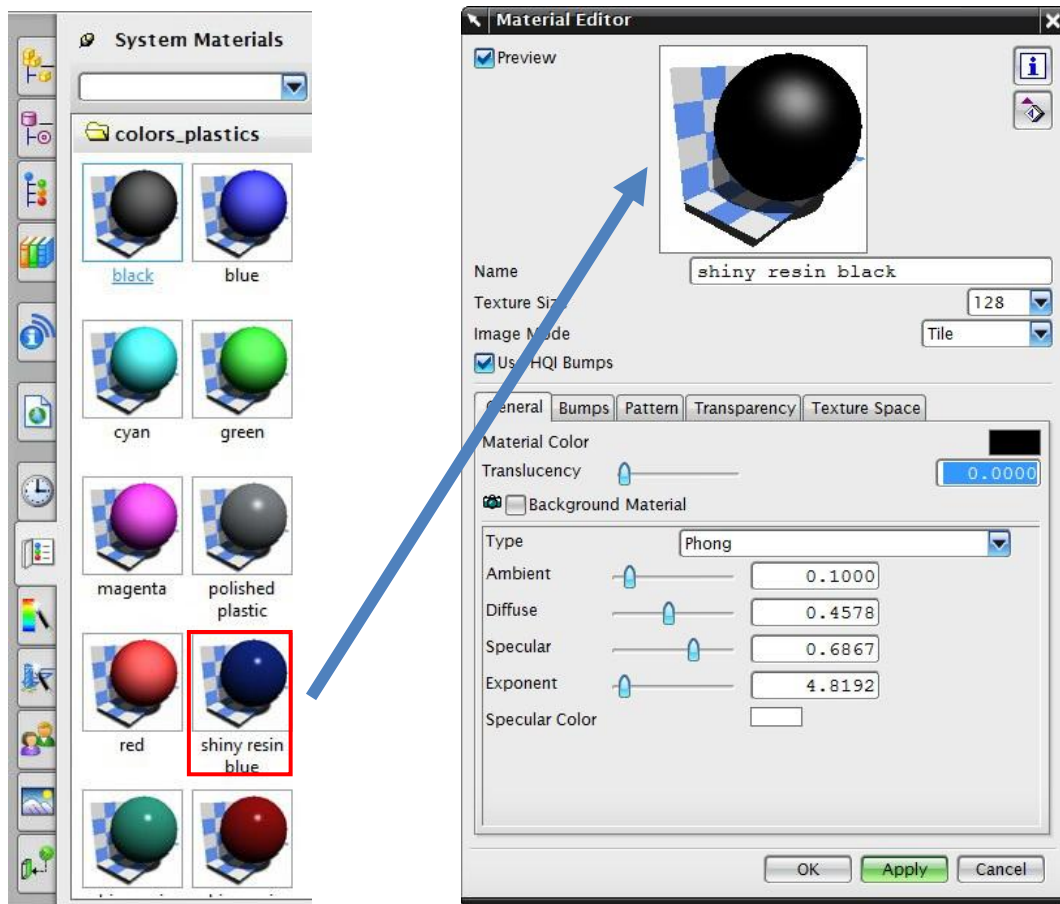 System Materials
colors_plastics
black
blue
cyan
green
magenta
polished
plastic
red
shiny resin
blue
Material Editor
Preview
i
Name
shiny resin black
Texture
128
Image
Tile
HQI Bumps
General
Bumps
Pattern
Transparency
Texture Space
Material Color
Translucency
0.0000
Background Material
Type
Phong
Ambient
0.1000
Diffuse
0.4578
Specular
0.6867
Exponent
4.8192
Specular Color
OK
Apply
Cancel